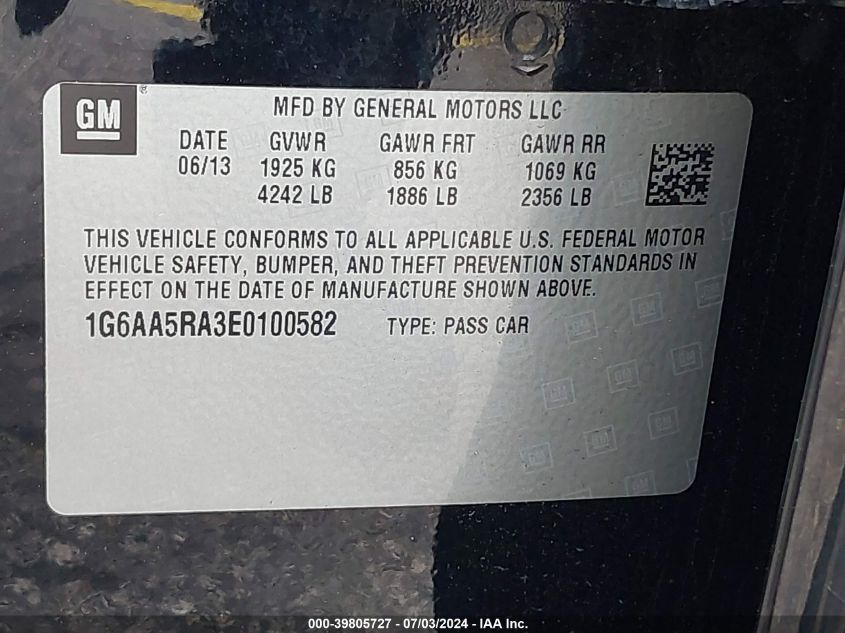 GM ®
MFD BY GENERAL MOTORS LLC
DATE GVWR GAWR FRT GAWR RR
06/13 1925 KG 856 KG 1069 KG
4242 LB 1886 LB 2356 LB
THIS VEHICLE CONFORMS TO ALL APPLICABLE U.S. FEDERAL MOTOR
VEHICLE SAFETY, BUMPER, AND THEFT PREVENTION STANDARDS IN
EFFECT ON THE DATE OF MANUFACTURE SHOWN ABOVE.
1G6AA5RA3E0100582 TYPE: PASS CAR
000-39805727 - 07/03/2024 - IAA Inc.